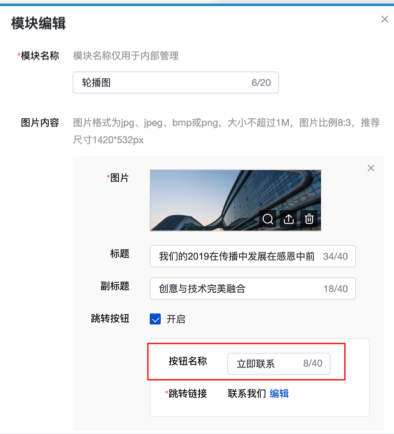 模块编辑
*模块名称 模块名称仅用于内部管理
轮播图 6/20
图片内容 图片格式为jpg、jpeg、bmp或png，大小不超过1M，图片比例8:3，推荐
尺寸1420*532px
*图片
标题 我们的2019在传播中发展在感恩中前 34/40
副标题 创意与技术完美融合 18/40
跳转按钮 开启
按钮名称 立即联系 8/40
*跳转链接 联系我们 编辑